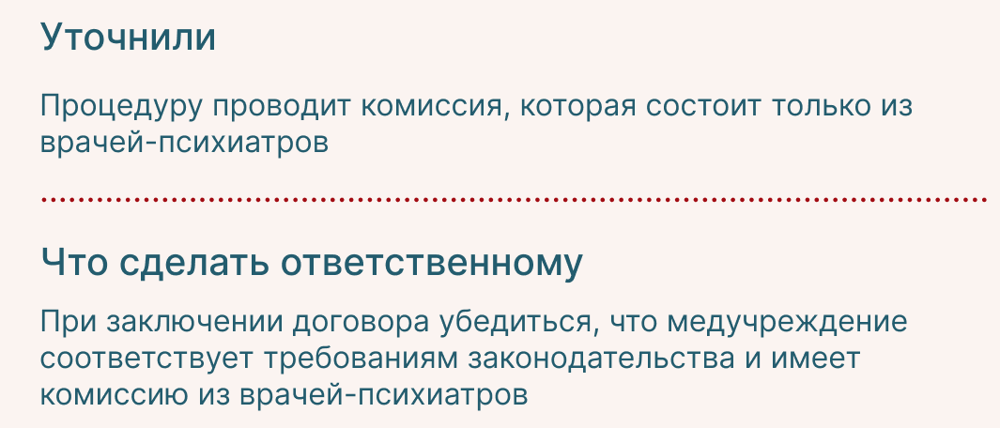 Уточнили
Процедуру проводит комиссия, которая состоит только из
врачей-психиатров
Что сделать ответственному
При заключении договора убедиться, что медучреждение
соответствует требованиям законодательства и имеет
комиссию из врачей-психиатров